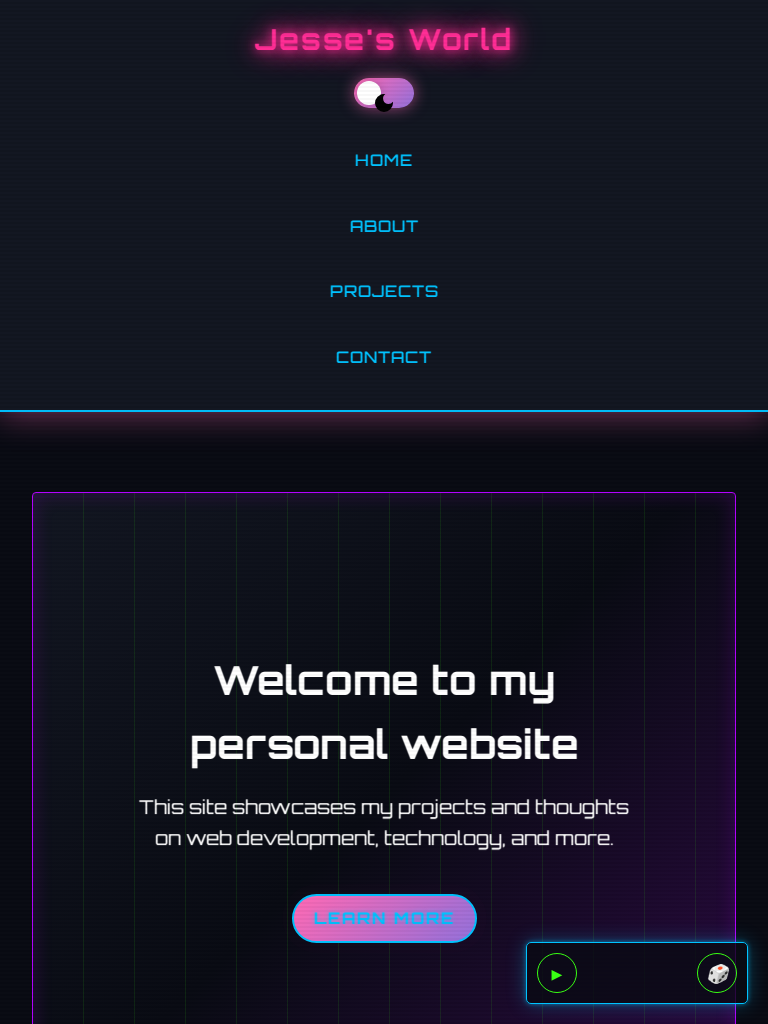 Jesse's World
HOME
ABOUT
PROJECTS
CONTACT
Welcome to my
personal website
This site showcases my projects and thoughts
on web development, technology, and more.
LEARN MORE